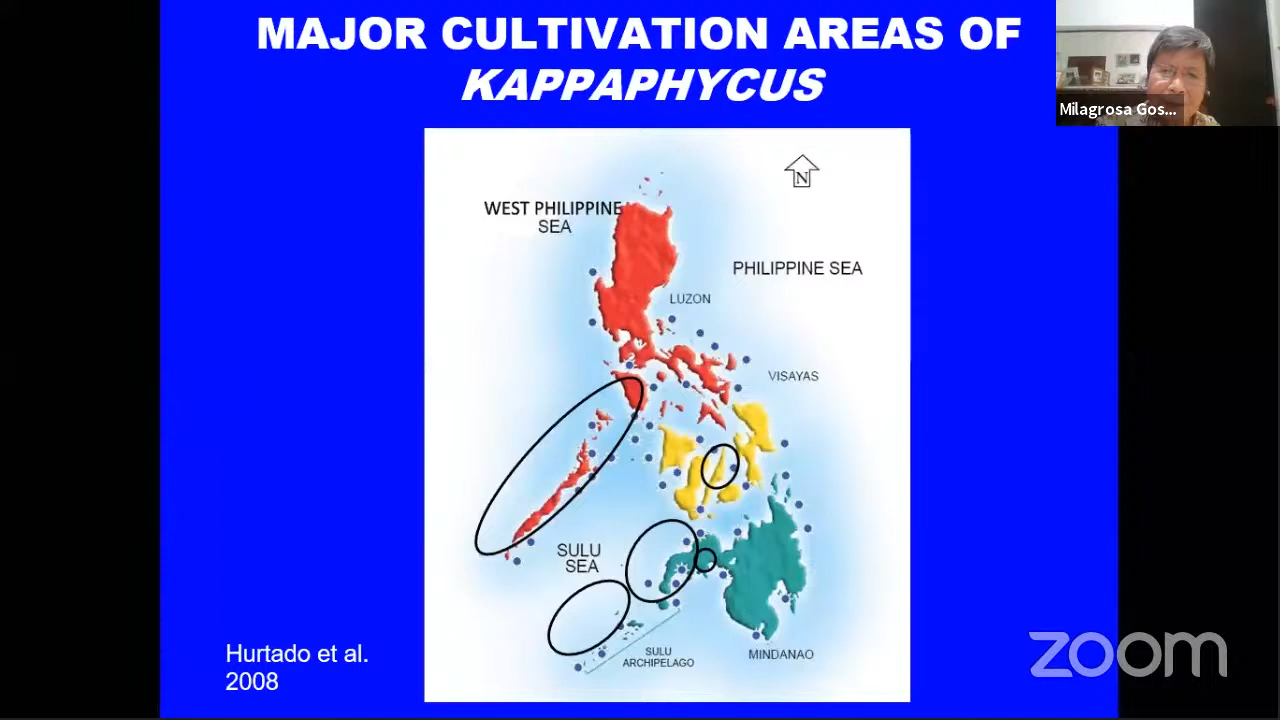 MAJOR CULTIVATION AREAS OF
KAPPAPHYCUS
Milagrosa Gos...
N
WEST PHILIPPINE
SEA
PHILIPPINE SEA
LUZON
VISAYAS
SULU
SEA
SULU
ARCHIPELAGO
MINDANAO
Hurtado et al.
2008
zoom